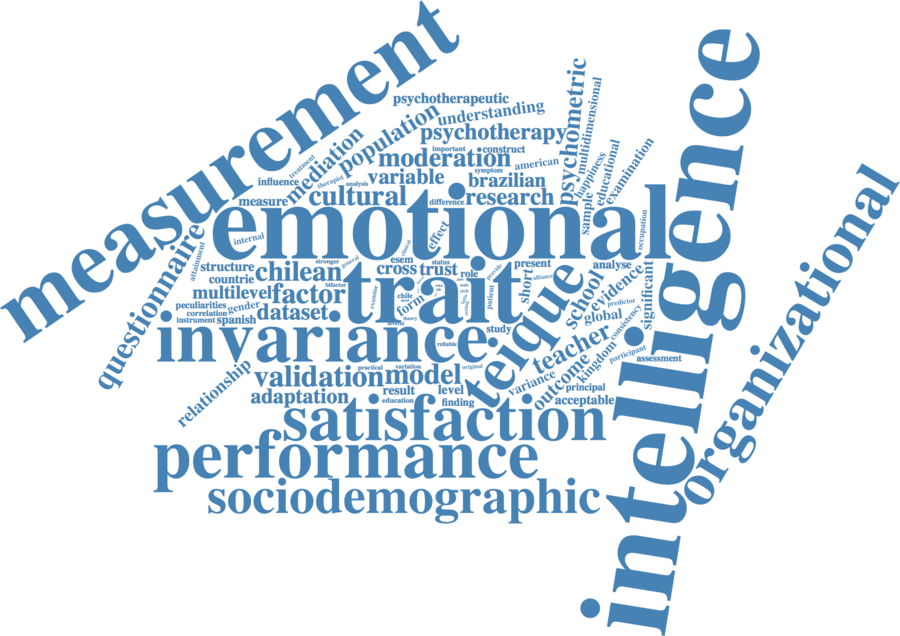 measurement
intelligence
organizational
psychotherapeutic
understanding
population
psychotherapy
mediation
important
construct
moderation
american
symptom
treatment
therapist
analysis
influence
variable
brazilian
psychometric
multidimensional
happiness
educational
examination
sample
measure
cultural
difference
research
emotional
questionnaire
attainment
internal
effect
clinical
occupation
structure
stronger
general
esem
status
cross
trust
role
provide
present
alliance
analyse
countrie
chilean
bifactor
trait
short
school
evidence
significant
multilevel
factor
examine
chile
form
patient
teique
peculiarities
gender
correlation
dataset
theory
global
predictor
consistency
instrument
spanish
several
study
invariance
reliable
teacher
kingdom
participant
assessment
relationship
validation
practical
variation
model
original
variance
outcome
principal
adaptation
result
level
education
finding
acceptable
satisfaction
performance
sociodemographic